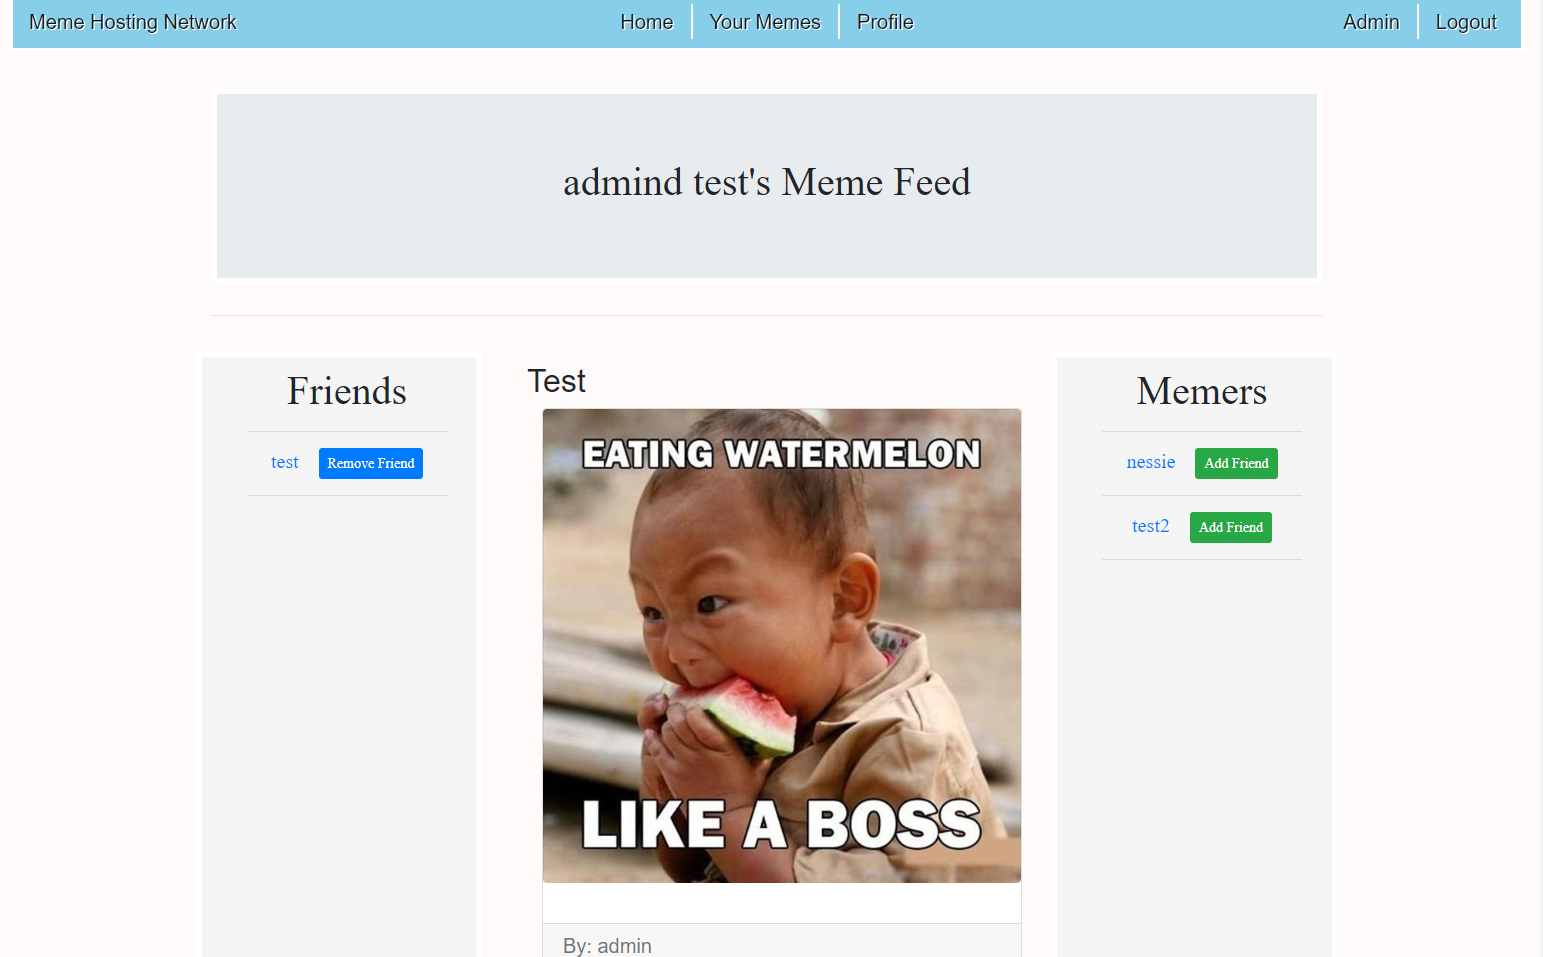 Meme Hosting Network Home Your Memes Profile Admin Logout
admind test's Meme Feed
Friends
test Remove Friend
Test
EATING WATERMELON
LIKE A BOSS
By: admin
Memers
nessie Add Friend
test2 Add Friend